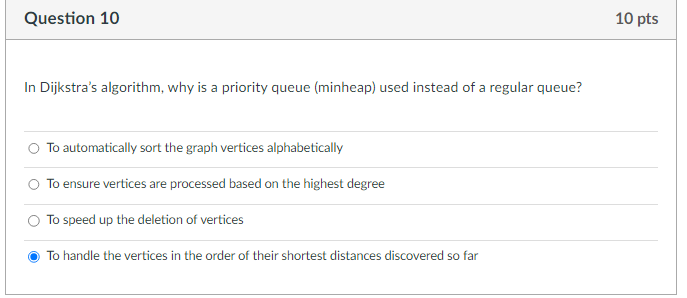 Question 10
10 pts
In Dijkstra's algorithm, why is a priority queue (minheap) used instead of a regular queue?
To automatically sort the graph vertices alphabetically
To ensure vertices are processed based on the highest degree
To speed up the deletion of vertices
To handle the vertices in the order of their shortest distances discovered so far